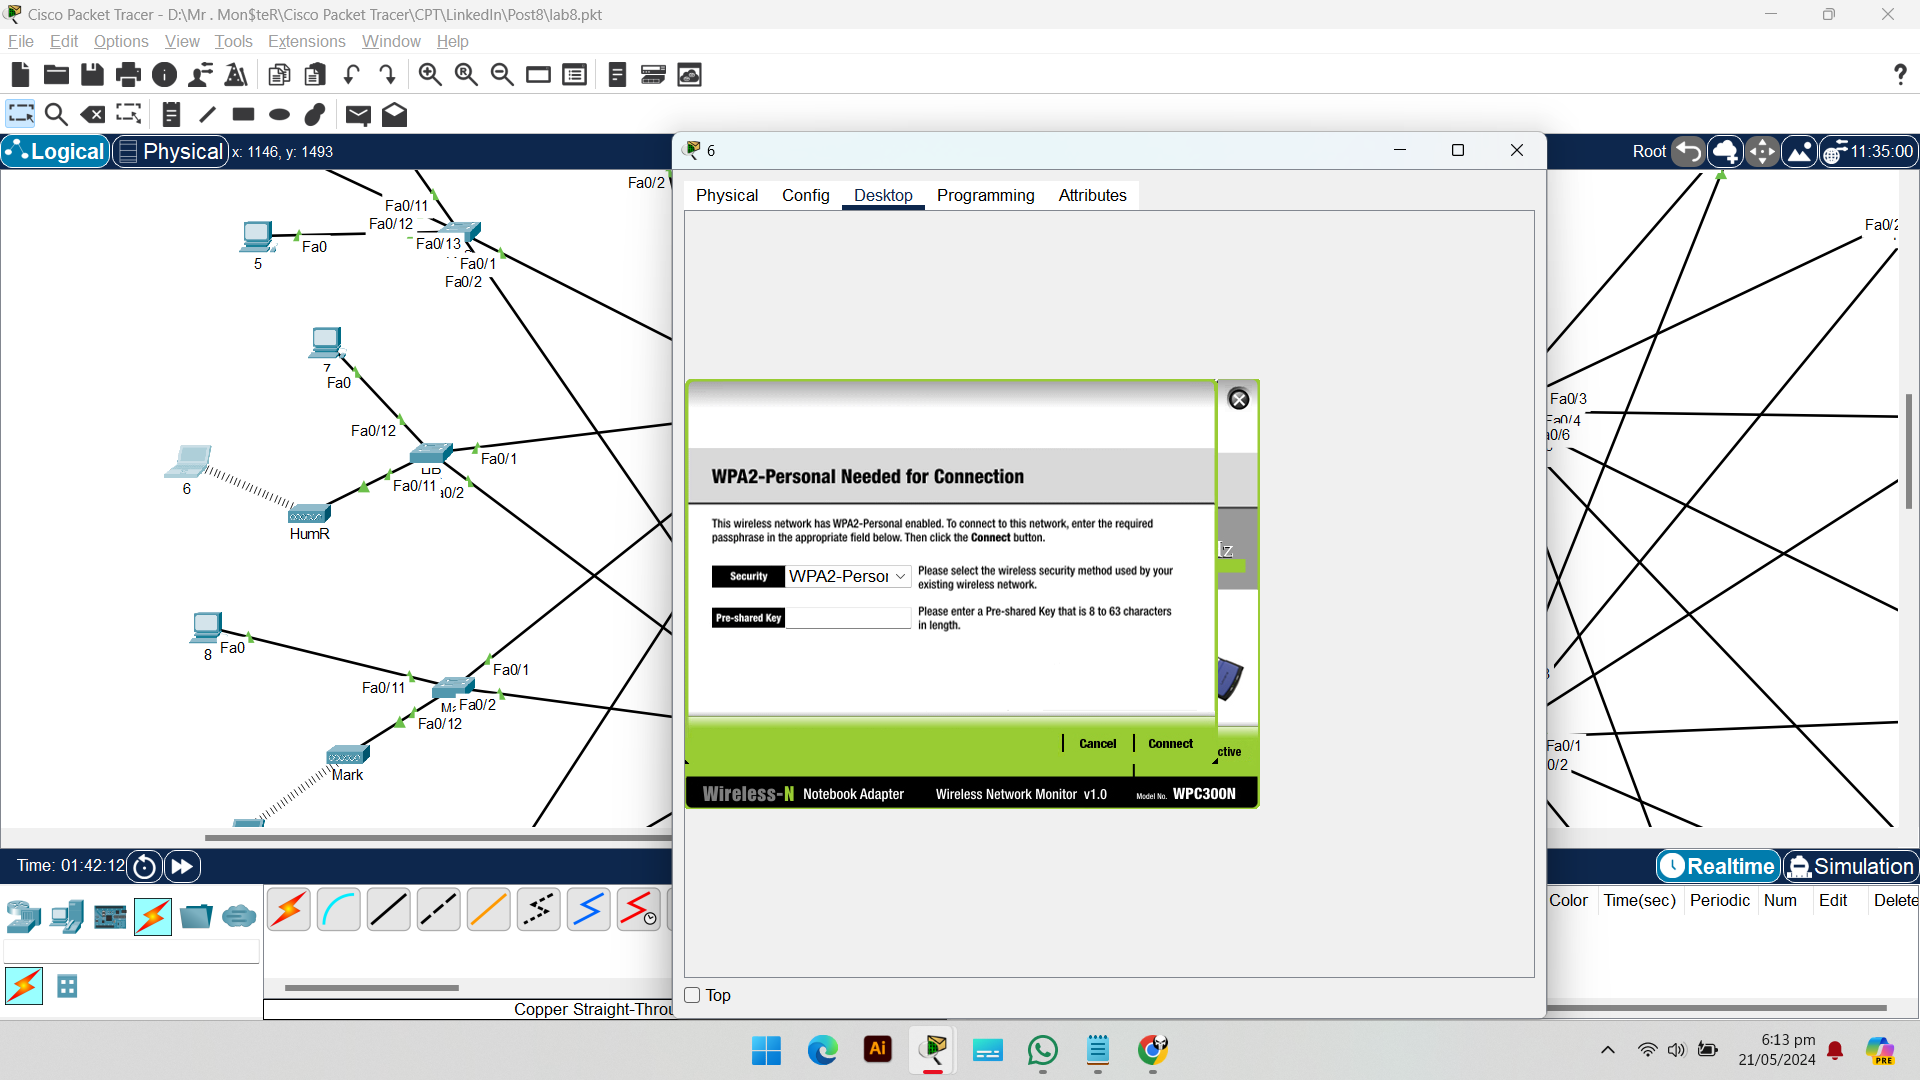 Cisco Packet Tracer - D:\Mr . Mon$teR\Cisco Packet Tracer\CPT\LinkedIn\Post8\lab8.pkt
File Edit Options View Tools Extensions Window Help
?
Logical Physical x: 1146, y: 1493
Root 11:35:00
6
Physical Config Desktop Programming Attributes
Fa0/2
Fa0/11
Fa0/12
Fa0/13
Fa0
5
Fa0/1
Fa0/2
7
Fa0
Fa0/12
Fa0/1
Fa0/11
a0/2
6
HumR
8
Fa0
Fa0/1
Fa0/11
Fa0/2
Fa0/12
Mark
Fa0/2
Fa0/3
Fa0/4
a0/6
Fa0/1
0/2
WPA2-Personal Needed for Connection
This wireless network has WPA2-Personal enabled. To connect to this network, enter the required
passphrase in the appropriate field below. Then click the Connect button.
Security WPA2-Person
Please select the wireless security method used by your
existing wireless network.
Pre-shared Key
Please enter a Pre-shared Key that is 8 to 63 characters
in length.
Cancel Connect
ctive
Wireless-N Notebook Adapter Wireless Network Monitor v1.0 Model No. WPC300N
Top
Time: 01:42:12
Realtime Simulation
Color Time(sec) Periodic Num Edit Delete
Copper Straight-Throu
Ai
6:13 pm
21/05/2024
PRE